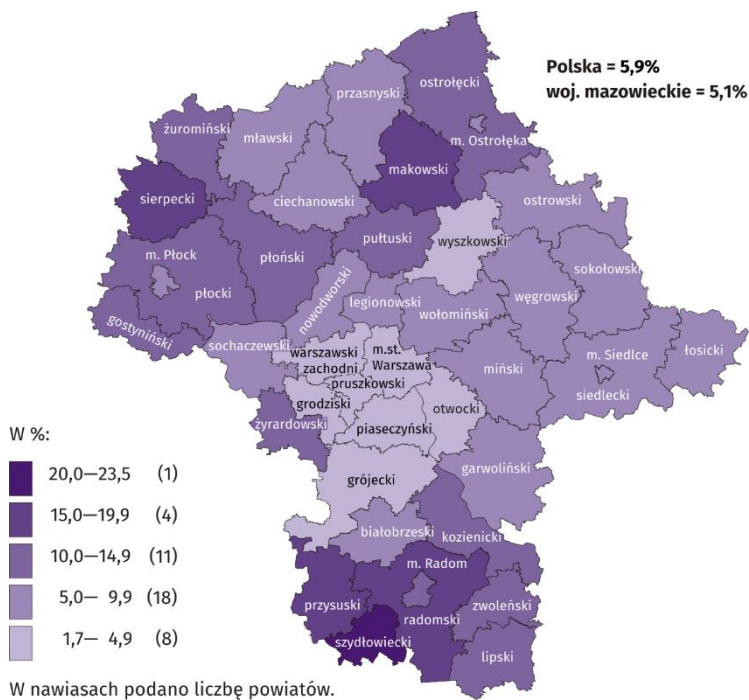 Polska = 5,9%
woj. mazowieckie = 5,1%
ostrołęcki
przasnyski
żuromiński
mławski
m. Ostrołęka
makowski
sierpecki
ciechanowski
ostrowski
pułtuski
wyszkowski
m. Płock
płoński
sokołowski
płocki
nowodworski
legionowski
węgrowski
wołomiński
gostyniński
sochaczewski
warszawski
zachodni
m.st.
Warszawa
m. Siedlce
łosicki
pruszkowski
miński
siedlecki
grodziski
otwocki
żyrardowski
piaseczyński
garwoliński
grójecki
białobrzeski
kozienicki
m. Radom
przysuski
zwoleński
radomski
szydłowiecki
lipski
W %:
20,0—23,5 (1)
15,0—19,9 (4)
10,0—14,9 (11)
5,0— 9,9 (18)
1,7— 4,9 (8)
W nawiasach podano liczbę powiatów.